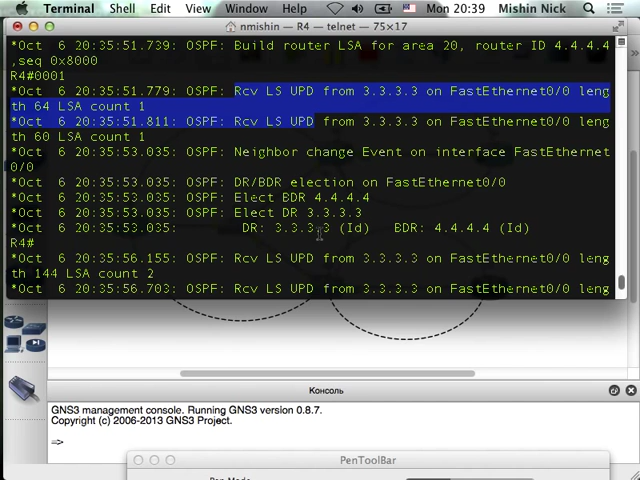 Terminal Shell Edit View Window Help Mon 20:39 Mishin Nick
nmishin — R4 — telnet — 75×17
*Oct  6 20:35:51.739: OSPF: Build router LSA for area 20, router ID 4.4.4.4
,seq 0x8000
R4#0001
*Oct  6 20:35:51.779: OSPF: Rcv LS UPD from 3.3.3.3 on FastEthernet0/0 leng
th 64 LSA count 1
*Oct  6 20:35:51.811: OSPF: Rcv LS UPD from 3.3.3.3 on FastEthernet0/0 leng
th 60 LSA count 1
*Oct  6 20:35:53.035: OSPF: Neighbor change Event on interface FastEthernet
0/0
*Oct  6 20:35:53.035: OSPF: DR/BDR election on FastEthernet0/0
*Oct  6 20:35:53.035: OSPF: Elect BDR 4.4.4.4
*Oct  6 20:35:53.035: OSPF: Elect DR 3.3.3.3
*Oct  6 20:35:53.035:        DR: 3.3.3.3 (Id)   BDR: 4.4.4.4 (Id)
R4#
*Oct  6 20:35:56.155: OSPF: Rcv LS UPD from 3.3.3.3 on FastEthernet0/0 leng
th 144 LSA count 2
*Oct  6 20:35:56.703: OSPF: Rcv LS UPD from 3.3.3.3 on FastEthernet0/0 leng
Консоль
GNS3 management console. Running GNS3 version 0.8.7.
Copyright (c) 2006-2013 GNS3 Project.
=>
PenToolBar